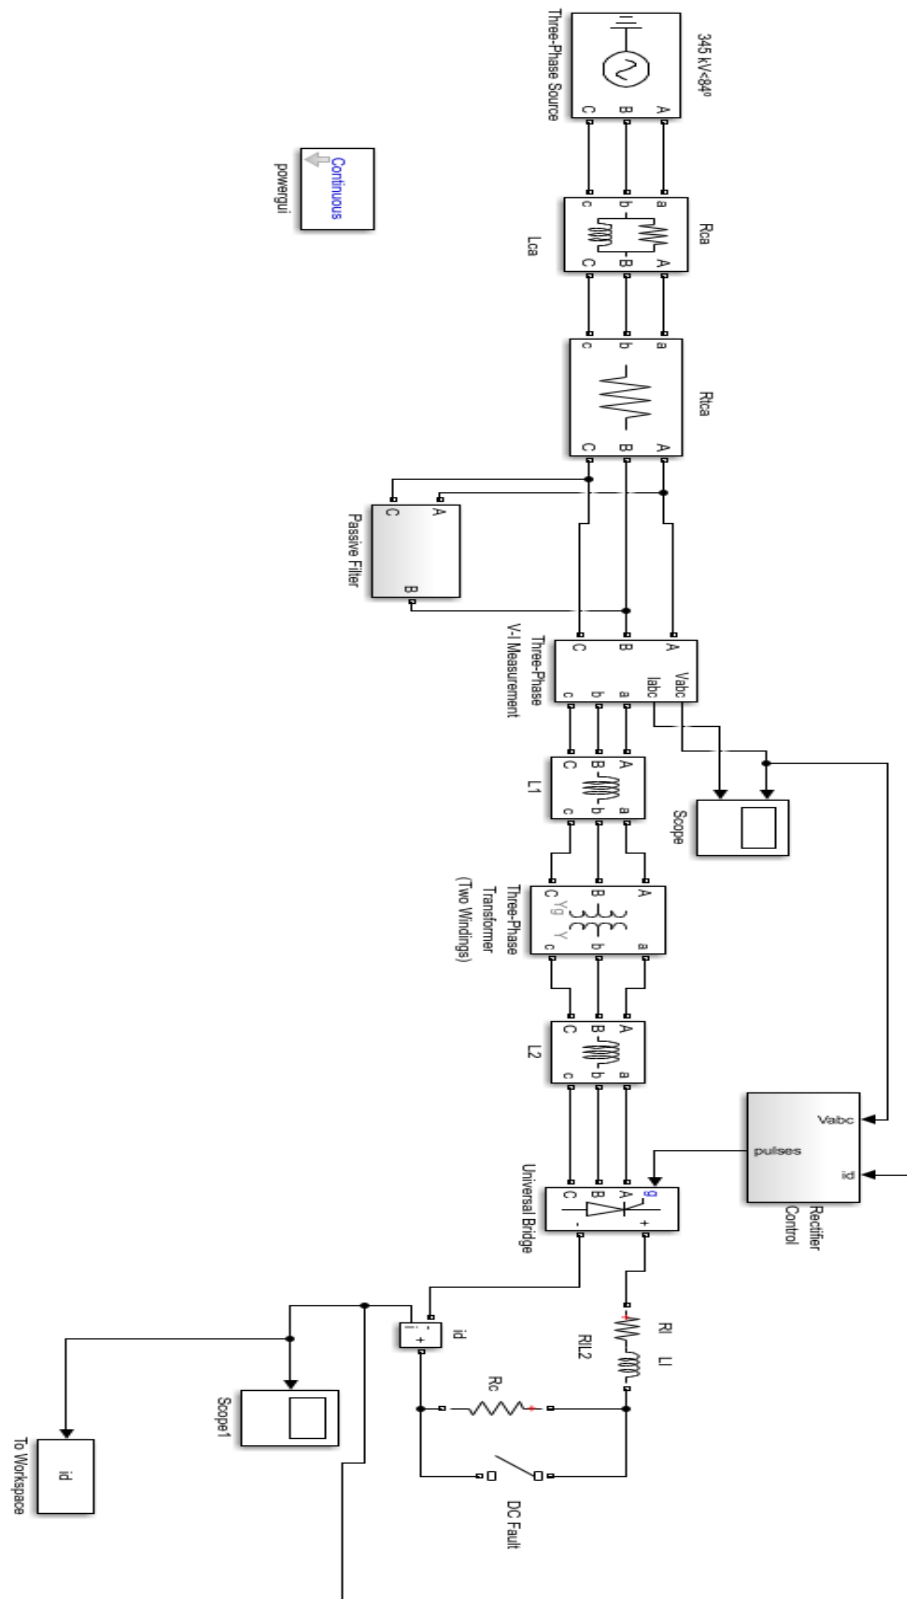 345 kV<84º
Three-Phase Source
A
B
C
Continuous
powergui
Rca
Lca
a
b
c
A
B
C
Rtca
a
b
c
A
B
C
Passive Filter
A
C
B
Three-Phase
V-I Measurement
A
B
C
Vabc
Iabc
a
b
c
Scope
L1
A
B
C
a
b
c
Three-Phase
Transformer
(Two Windings)
A
B
C
Yg
Y
a
b
c
L2
A
B
C
a
b
c
Rectifier
Control
Vabc
id
pulses
Universal Bridge
g
A
B
C
+
-
Rl
Ll
RlL2
id
-
+
i
Rc
DC Fault
Scope1
id
To Workspace